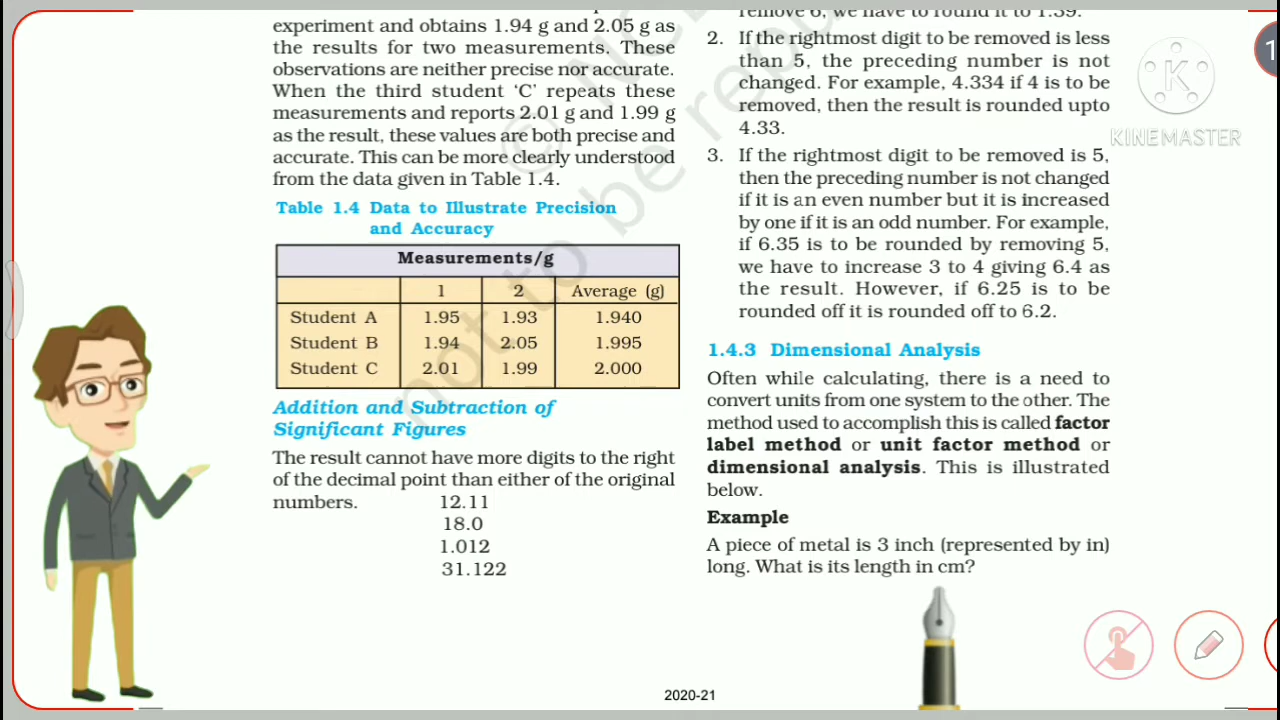 experiment and obtains 1.94 g and 2.05 g as
the results for two measurements. These
observations are neither precise nor accurate.
When the third student ‘C’ repeats these
measurements and reports 2.01 g and 1.99 g
as the result, these values are both precise and
accurate. This can be more clearly understood
from the data given in Table 1.4.
Table 1.4 Data to Illustrate Precision
and Accuracy
Measurements/g
1 2 Average (g)
Student A 1.95 1.93 1.940
Student B 1.94 2.05 1.995
Student C 2.01 1.99 2.000
Addition and Subtraction of
Significant Figures
The result cannot have more digits to the right
of the decimal point than either of the original
numbers. 12.11
18.0
1.012
31.122
remove 6, we have to round it to 1.39.
2. If the rightmost digit to be removed is less
than 5, the preceding number is not
changed. For example, 4.334 if 4 is to be
removed, then the result is rounded upto
4.33.
3. If the rightmost digit to be removed is 5,
then the preceding number is not changed
if it is an even number but it is increased
by one if it is an odd number. For example,
if 6.35 is to be rounded by removing 5,
we have to increase 3 to 4 giving 6.4 as
the result. However, if 6.25 is to be
rounded off it is rounded off to 6.2.
1.4.3 Dimensional Analysis
Often while calculating, there is a need to
convert units from one system to the other. The
method used to accomplish this is called factor
label method or unit factor method or
dimensional analysis. This is illustrated
below.
Example
A piece of metal is 3 inch (represented by in)
long. What is its length in cm?
2020-21
K
KINEMASTER
1
not to be